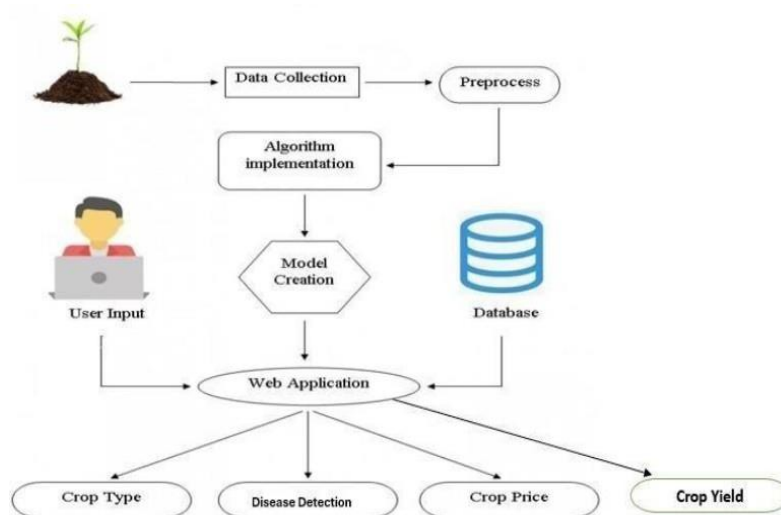 Data Collection
Preprocess
Algorithm
implementation
Model
Creation
User Input
Database
Web Application
Crop Type
Disease Detection
Crop Price
Crop Yield